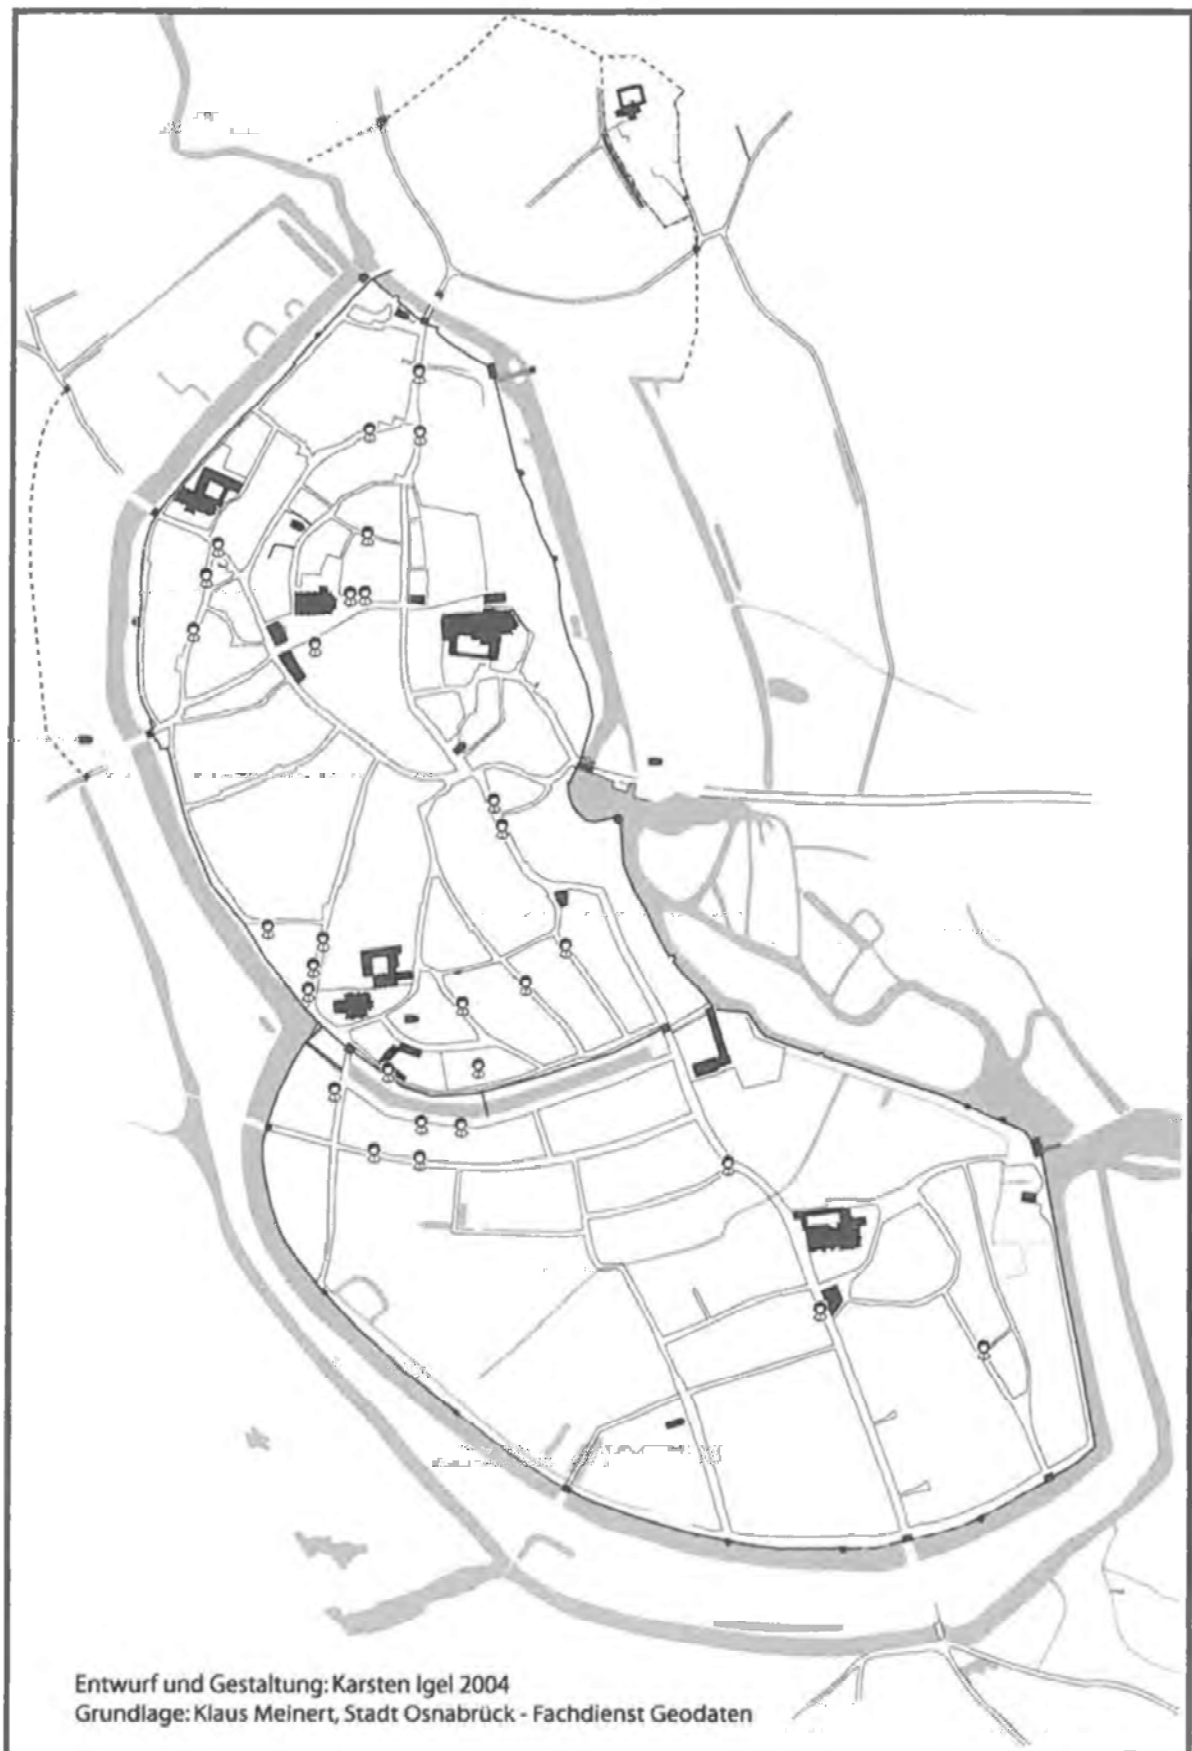 Entwurf und Gestaltung: Karsten Igel 2004
Grundlage: Klaus Meinert, Stadt Osnabrück - Fachdienst Geodaten